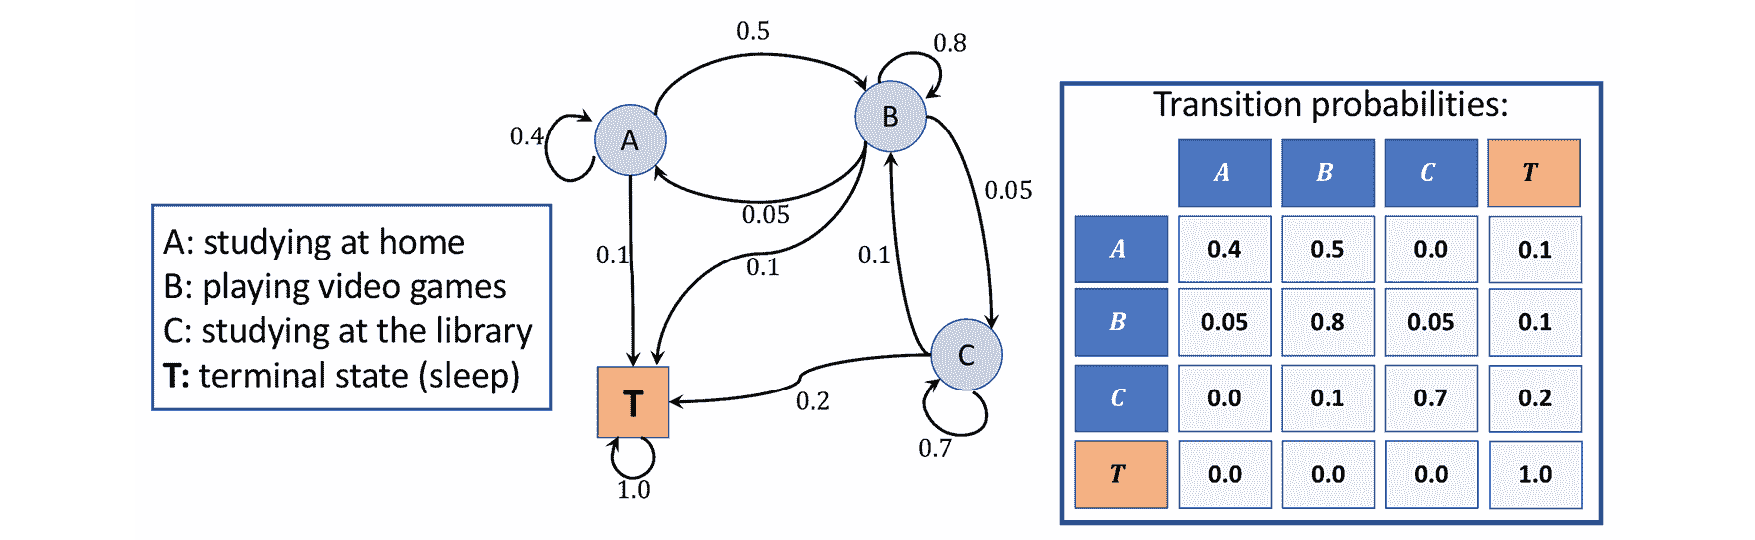 A: studying at home
B: playing video games
C: studying at the library
T: terminal state (sleep)
0.5
0.8
0.4
A
B
0.05
0.05
0.1
0.1
0.1
C
T
0.2
0.7
1.0
Transition probabilities:
A B C T
A 0.4 0.5 0.0 0.1
B 0.05 0.8 0.05 0.1
C 0.0 0.1 0.7 0.2
T 0.0 0.0 0.0 1.0